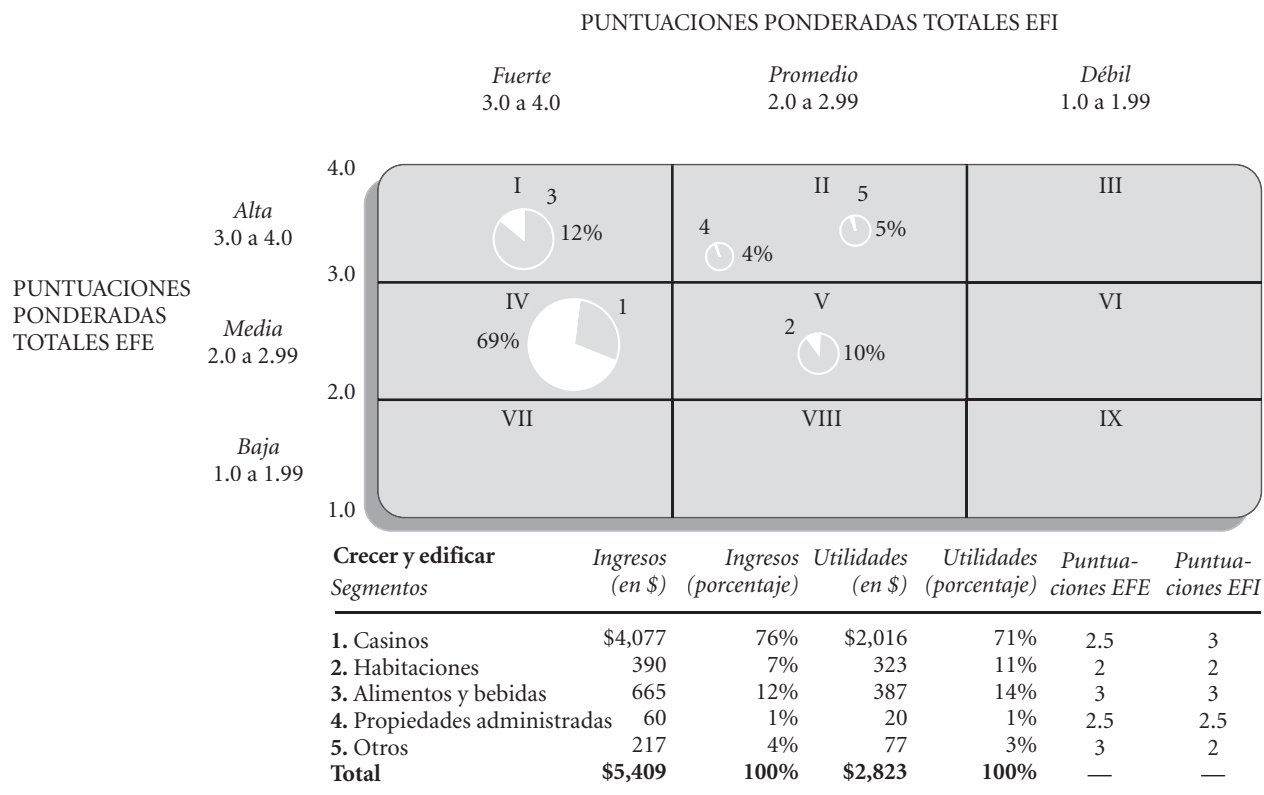 PUNTUACIONES PONDERADAS TOTALES EFI
Fuerte
3.0 a 4.0
Promedio
2.0 a 2.99
Débil
1.0 a 1.99
PUNTUACIONES
PONDERADAS
TOTALES EFE
Alta
3.0 a 4.0
Media
2.0 a 2.99
Baja
1.0 a 1.99
4.0
3.0
2.0
1.0
I
3
12%
II
5
5%
4
4%
III
IV
1
69%
V
2
10%
VI
VII
VIII
IX
Crecer y edificar
Segmentos
Ingresos
(en $)
Ingresos
(porcentaje)
Utilidades
(en $)
Utilidades
(porcentaje)
Puntua-
ciones EFE
Puntua-
ciones EFI
1. Casinos $4,077 76% $2,016 71% 2.5 3
2. Habitaciones 390 7% 323 11% 2 2
3. Alimentos y bebidas 665 12% 387 14% 3 3
4. Propiedades administradas 60 1% 20 1% 2.5 2.5
5. Otros 217 4% 77 3% 3 2
Total $5,409 100% $2,823 100% — —